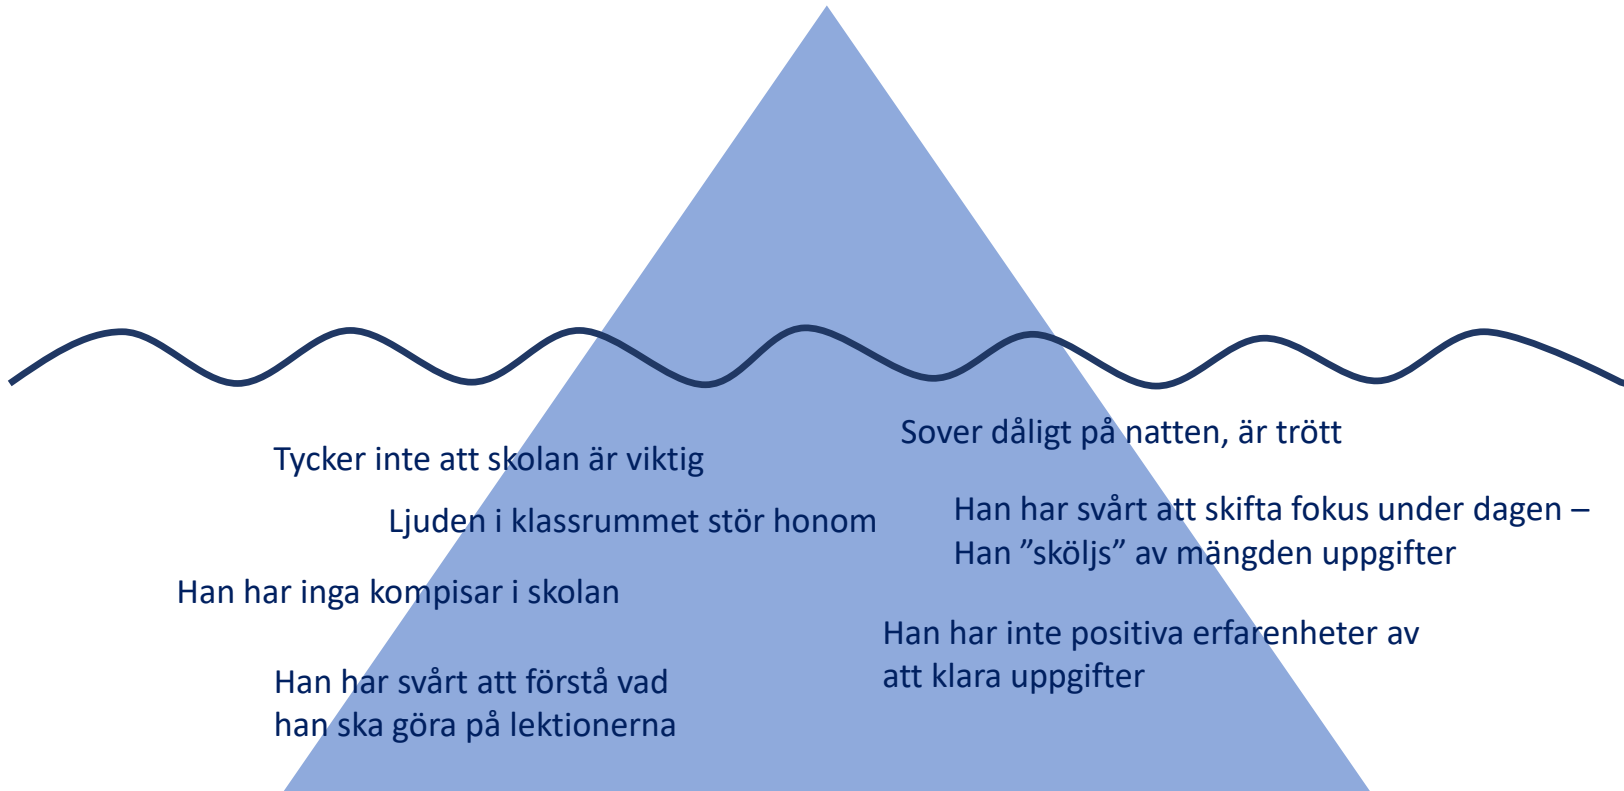 Sover dåligt på natten, är trött
Tycker inte att skolan är viktig
Ljuden i klassrummet stör honom
Han har svårt att skifta fokus under dagen –
Han ”sköljs” av mängden uppgifter
Han har inga kompisar i skolan
Han har inte positiva erfarenheter av
att klara uppgifter
Han har svårt att förstå vad
han ska göra på lektionerna